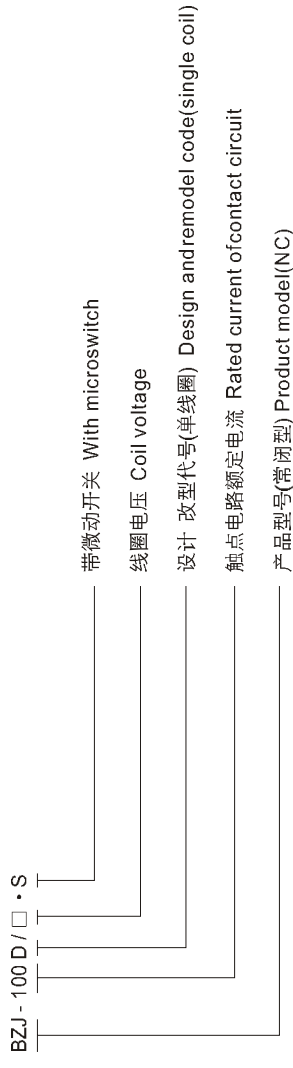 BZJ - 100 D / □ · S
带微动开关 With microswitch
线圈电压 Coil voltage
设计 改型代号(单线圈) Design andremodel code(single coil)
触点电路额定电流 Rated current ofcontact circuit
产品型号(常闭型) Product model(NC)